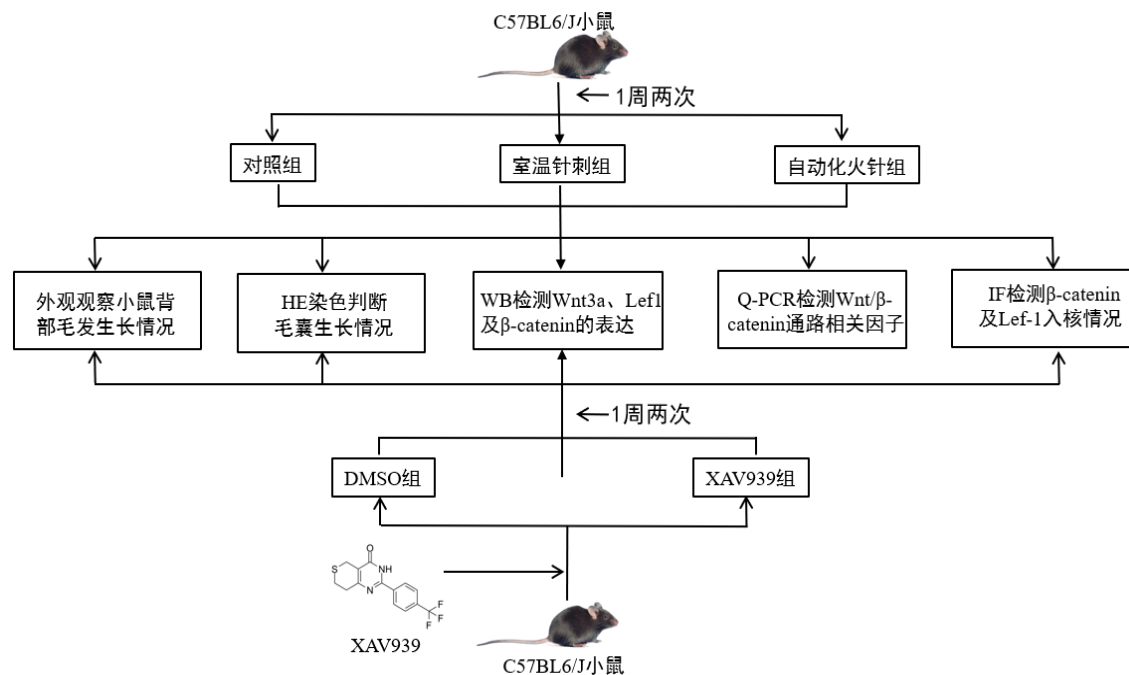 C57BL6/J小鼠
1周两次
对照组
室温针刺组
自动化火针组
外观观察小鼠背
部毛发生长情况
HE染色判断
毛囊生长情况
WB检测Wnt3a、Lef1
及β-catenin的表达
Q-PCR检测Wnt/β-
catenin通路相关因子
IF检测β-catenin
及Lef-1入核情况
1周两次
DMSO组
XAV939组
O
S
NH
N
F
F
F
XAV939
C57BL6/J小鼠